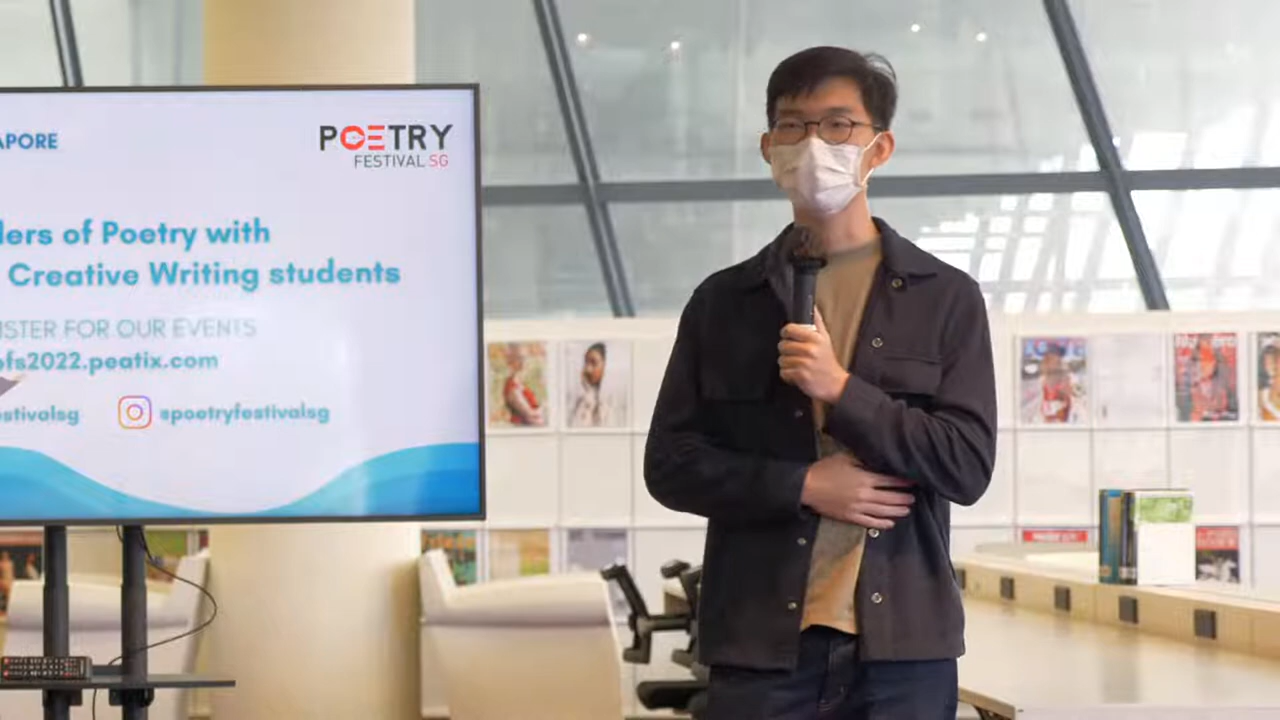 APORE
POETRY
FESTIVAL.SG
ders of Poetry with
Creative Writing students
ISTER FOR OUR EVENTS
ofs2022.peatix.com
estivalsg
@poetryfestivalsg